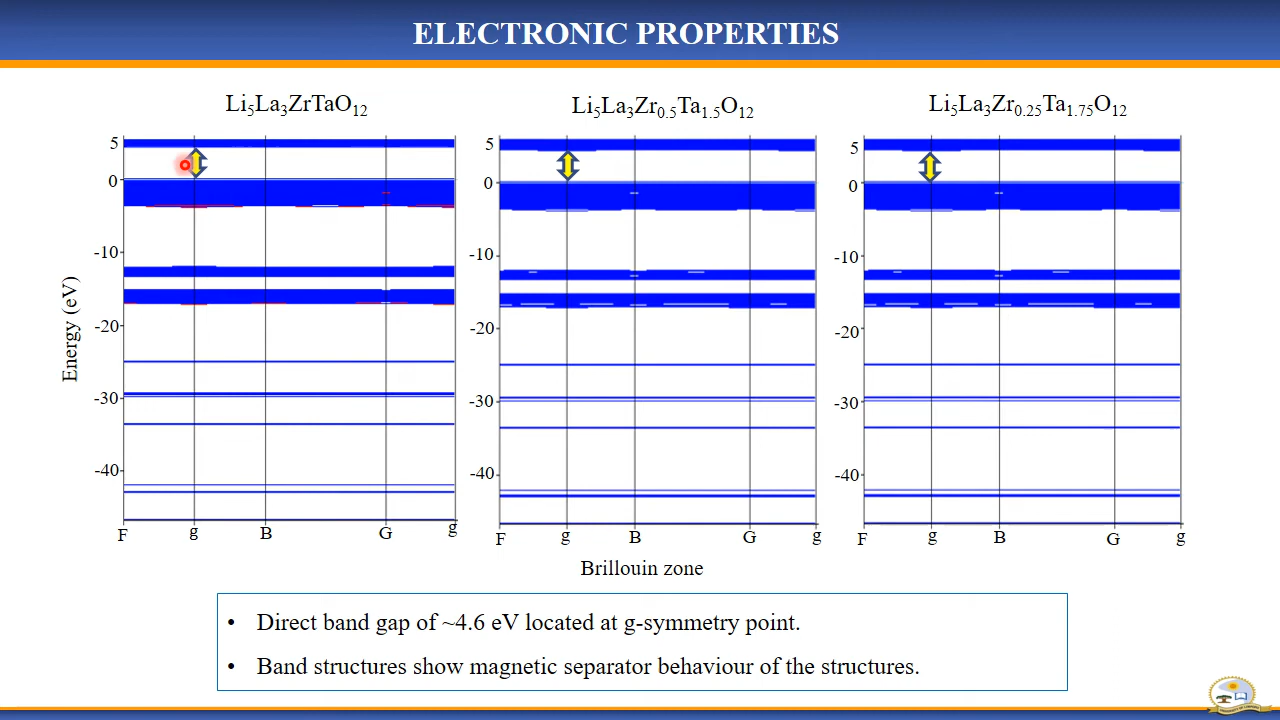 ELECTRONIC PROPERTIES
Li₅La₃ZrTaO₁₂
Li₅La₃Zr₀.₅Ta₁.₅O₁₂
Li₅La₃Zr₀.₂₅Ta₁.₇₅O₁₂
Energy (eV)
5
0
-10
-20
-30
-40
F g B G g
5
0
-10
-20
-30
-40
F g B G g
5
0
-10
-20
-30
-40
F g B G g
Brillouin zone
• Direct band gap of ~4.6 eV located at g-symmetry point.
• Band structures show magnetic separator behaviour of the structures.